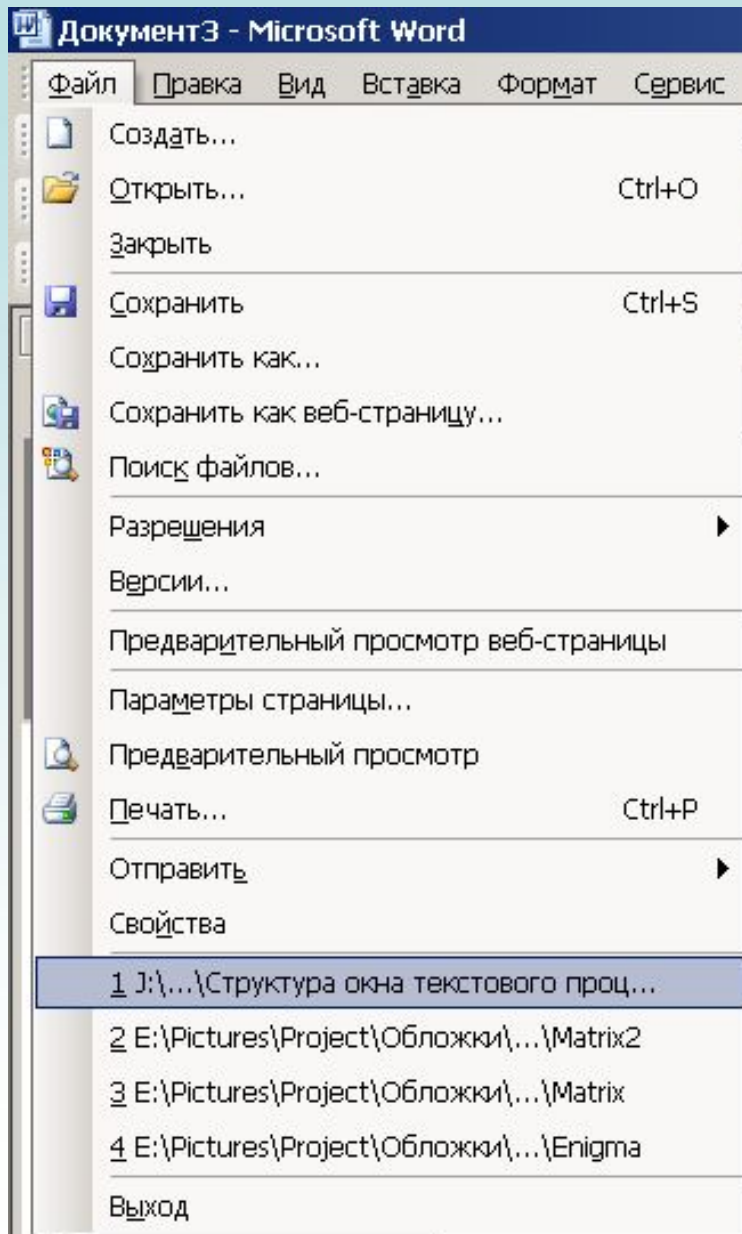 Документ3 - Microsoft Word
Файл Правка Вид Вставка Формат Сервис
Создать...
Открыть... Ctrl+O
Закрыть
Сохранить Ctrl+S
Сохранить как...
Сохранить как веб-страницу...
Поиск файлов...
Разрешения
Версии...
Предварительный просмотр веб-страницы
Параметры страницы...
Предварительный просмотр
Печать... Ctrl+P
Отправить
Свойства
1 J:\...\Структура окна текстового проц...
2 E:\Pictures\Project\Обложки\...\Matrix2
3 E:\Pictures\Project\Обложки\...\Matrix
4 E:\Pictures\Project\Обложки\...\Enigma
Выход